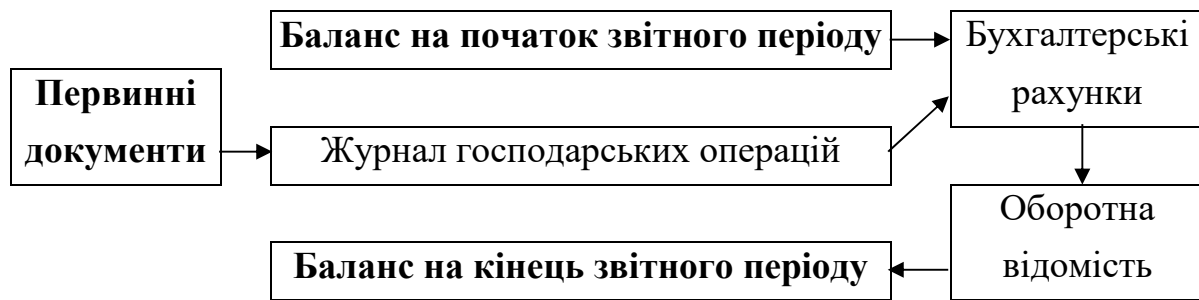 Баланс на початок звітного періоду
Бухгалтерські
рахунки
Первинні
документи
Журнал господарських операцій
Оборотна
відомість
Баланс на кінець звітного періоду